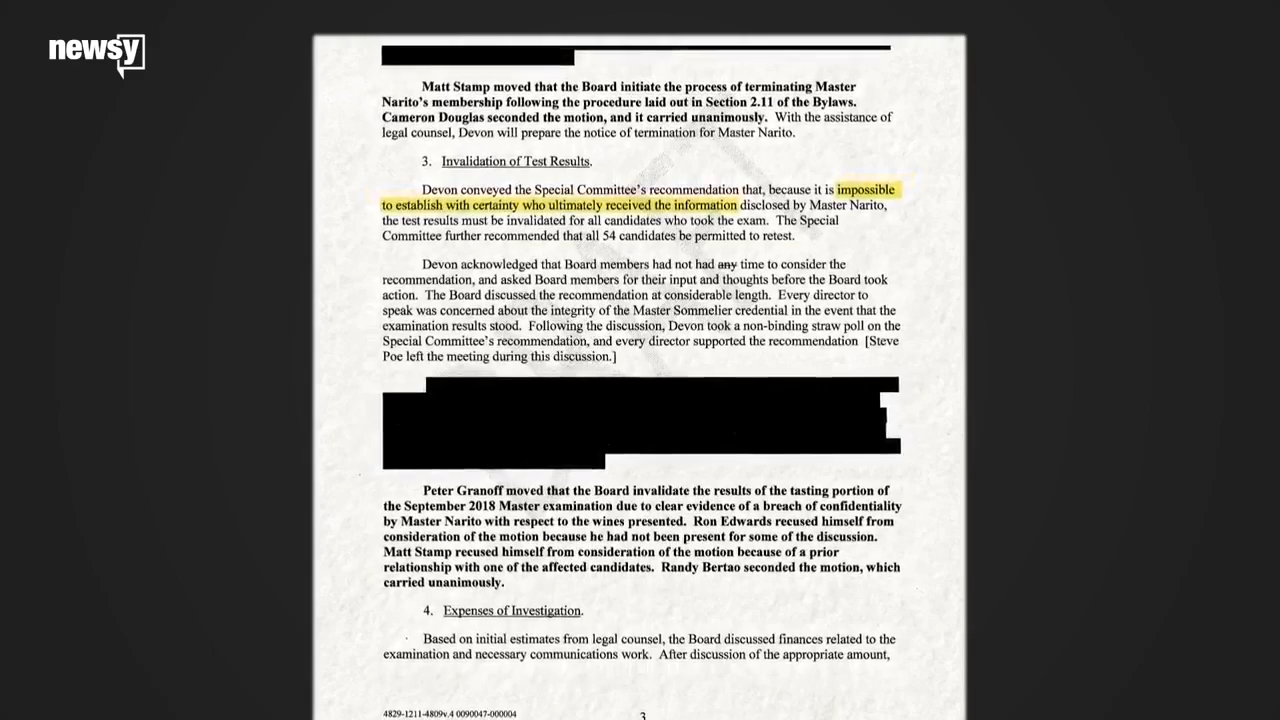 newsy
Matt Stamp moved that the Board initiate the process of terminating Master
Narito's membership following the procedure laid out in Section 2.11 of the Bylaws.
Cameron Douglas seconded the motion, and it carried unanimously. With the assistance of
legal counsel, Devon will prepare the notice of termination for Master Narito.
3. Invalidation of Test Results.
Devon conveyed the Special Committee's recommendation that, because it is impossible
to establish with certainty who ultimately received the information disclosed by Master Narito,
the test results must be invalidated for all candidates who took the exam. The Special
Committee further recommended that all 54 candidates be permitted to retest.
Devon acknowledged that Board members had not had any time to consider the
recommendation, and asked Board members for their input and thoughts before the Board took
action. The Board discussed the recommendation at considerable length. Every director to
speak was concerned about the integrity of the Master Sommelier credential in the event that the
examination results stood. Following the discussion, Devon took a non-binding straw poll on the
Special Committee's recommendation, and every director supported the recommendation [Steve
Poe left the meeting during this discussion.]
Peter Granoff moved that the Board invalidate the results of the tasting portion of
the September 2018 Master examination due to clear evidence of a breach of confidentiality
by Master Narito with respect to the wines presented. Ron Edwards recused himself from
consideration of the motion because he had not been present for some of the discussion.
Matt Stamp recused himself from consideration of the motion because of a prior
relationship with one of the affected candidates. Randy Bertao seconded the motion, which
carried unanimously.
4. Expenses of Investigation.
Based on initial estimates from legal counsel, the Board discussed finances related to the
examination and necessary communications work. After discussion of the appropriate amount,
4829-1211-4809v.4 0090047-000004
3